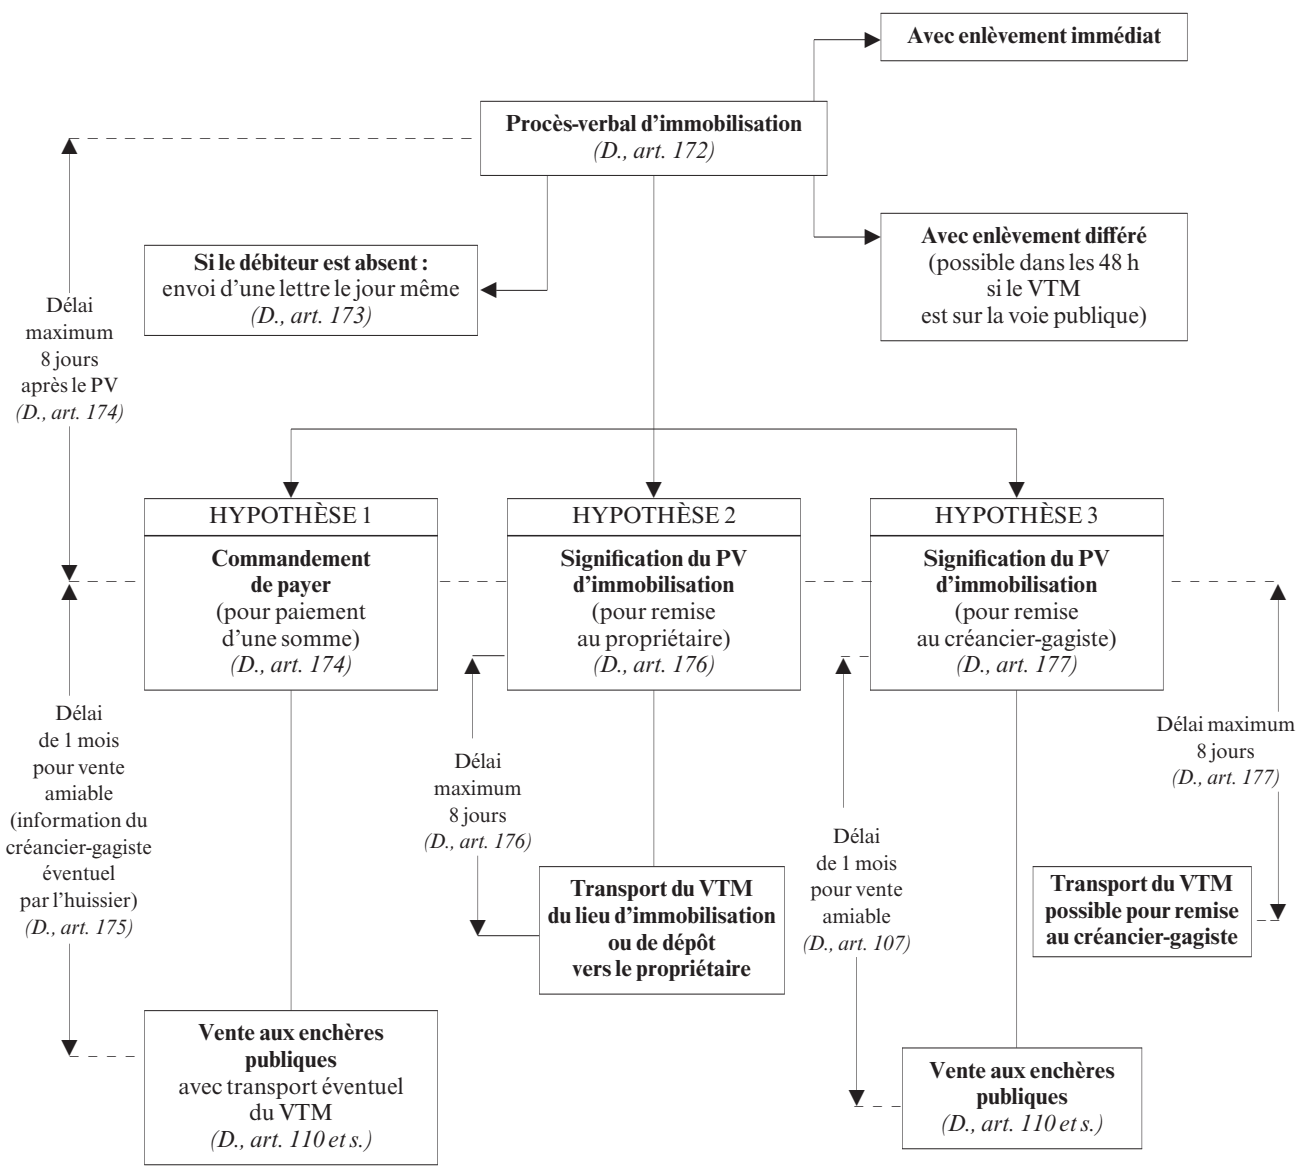 Avec enlèvement immédiat
Procès-verbal d’immobilisation
(D., art. 172)
Avec enlèvement différé
(possible dans les 48 h
si le VTM
est sur la voie publique)
Si le débiteur est absent :
envoi d’une lettre le jour même
(D., art. 173)
Délai
maximum
8 jours
après le PV
(D., art. 174)
HYPOTHÈSE 1
Commandement
de payer
(pour paiement
d’une somme)
(D., art. 174)
HYPOTHÈSE 2
Signification du PV
d’immobilisation
(pour remise
au propriétaire)
(D., art. 176)
HYPOTHÈSE 3
Signification du PV
d’immobilisation
(pour remise
au créancier-gagiste)
(D., art. 177)
Délai
de 1 mois
pour vente
amiable
(information du
créancier-gagiste
éventuel
par l’huissier)
(D., art. 175)
Délai
maximum
8 jours
(D., art. 176)
Délai
de 1 mois
pour vente
amiable
(D., art. 107)
Délai maximum
8 jours
(D., art. 177)
Transport du VTM
du lieu d’immobilisation
ou de dépôt
vers le propriétaire
Transport du VTM
possible pour remise
au créancier-gagiste
Vente aux enchères
publiques
avec transport éventuel
du VTM
(D., art. 110 et s.)
Vente aux enchères
publiques
(D., art. 110 et s.)